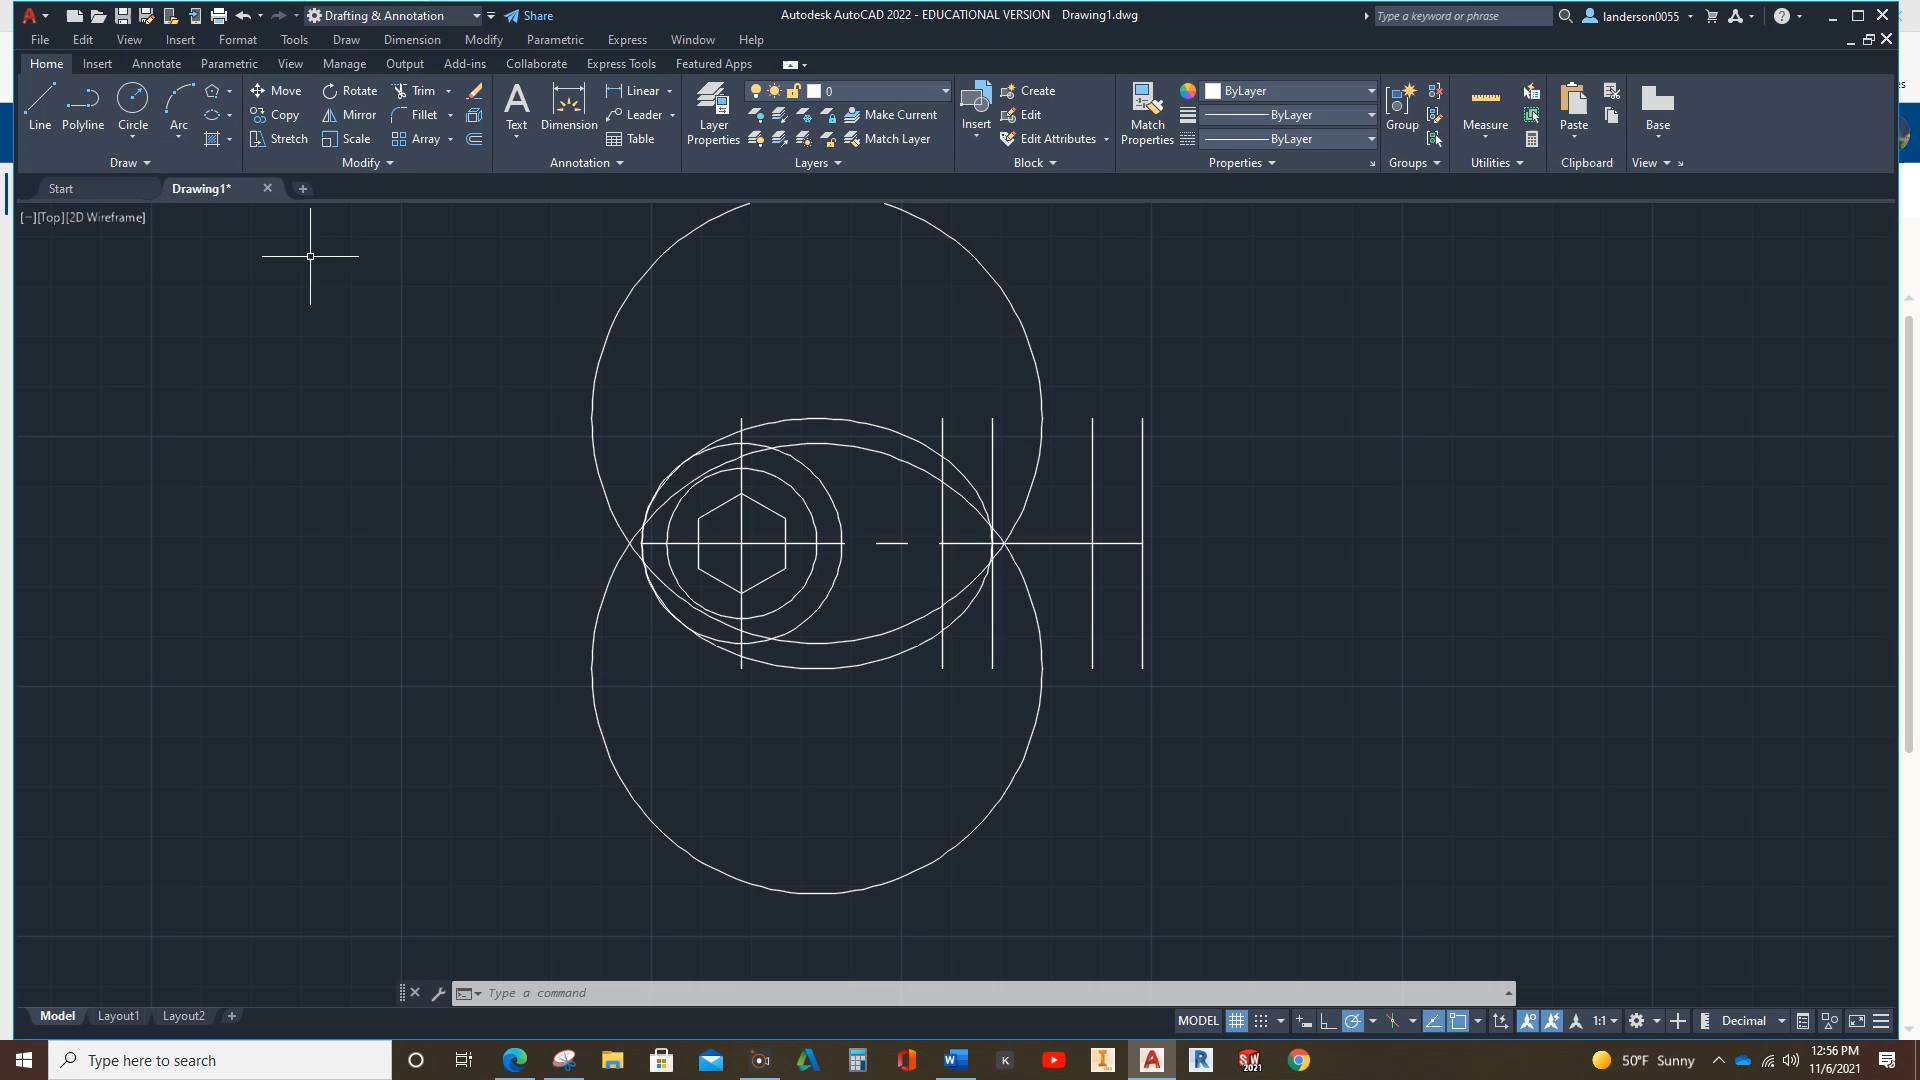 Drafting & Annotation Share Autodesk AutoCAD 2022 - EDUCATIONAL VERSION Drawing1.dwg Type a keyword or phrase landerson0055
File Edit View Insert Format Tools Draw Dimension Modify Parametric Express Window Help
Home Insert Annotate Parametric View Manage Output Add-ins Collaborate Express Tools Featured Apps
Line Polyline Circle Arc
Move Rotate Trim
Copy Mirror Fillet
Stretch Scale Array
Text Dimension
Linear
Leader
Table
Layer Properties
0
Make Current
Match Layer
Insert
Create
Edit
Edit Attributes
Match Properties
ByLayer
ByLayer
ByLayer
Group Measure Paste Base
Draw Modify Annotation Layers Block Properties Groups Utilities Clipboard View
Start Drawing1*
[−][Top][2D Wireframe]
Type a command
Model Layout1 Layout2
MODEL 1:1 Decimal
Type here to search
50°F Sunny
12:56 PM
11/6/2021